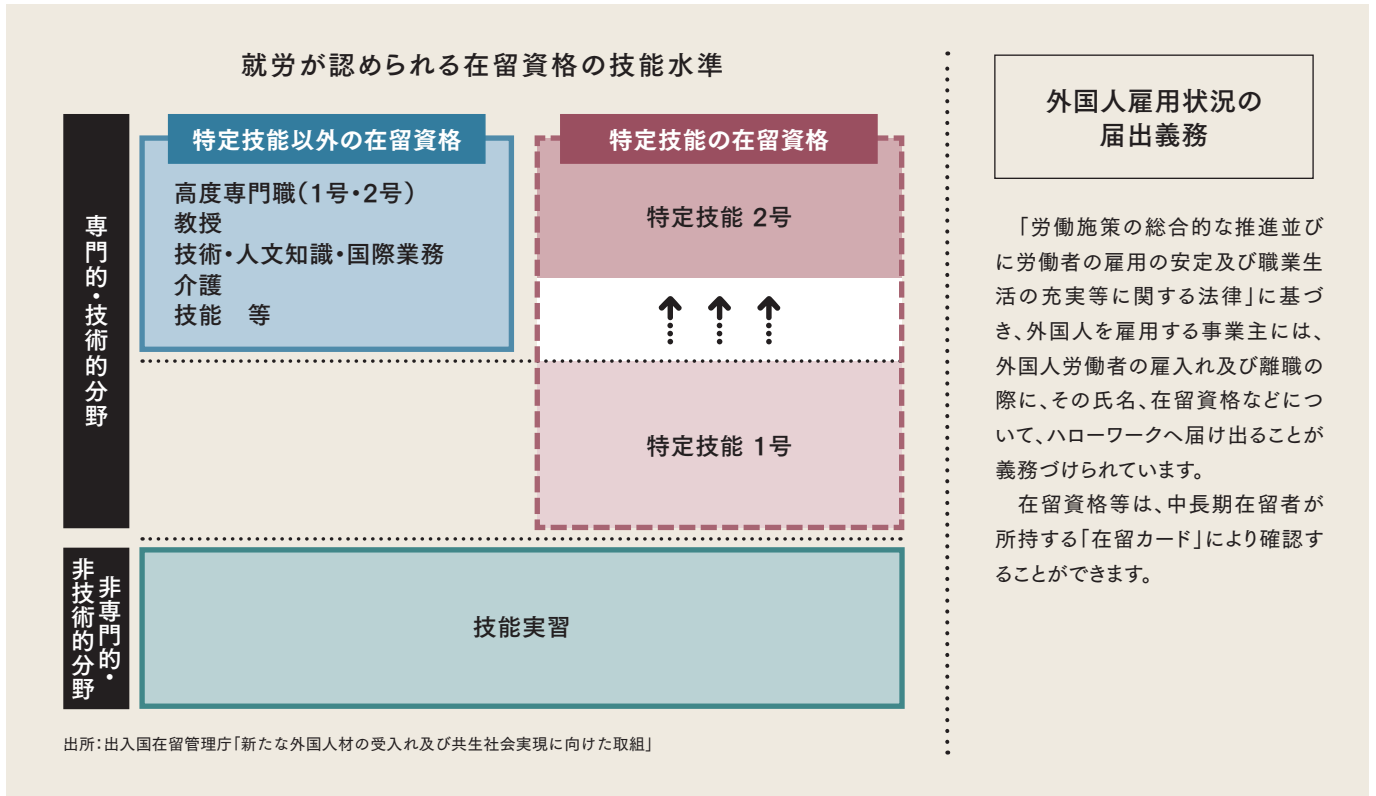 就労が認められる在留資格の技能水準
専門的・技術的分野
特定技能以外の在留資格
高度専門職（1号・2号）
教授
技術・人文知識・国際業務
介護
技能　等
特定技能の在留資格
特定技能 2号
特定技能 1号
非専門的・
非技術的分野
技能実習
出所：出入国在留管理庁「新たな外国人材の受入れ及び共生社会実現に向けた取組」
外国人雇用状況の
届出義務
「労働施策の総合的な推進並び
に労働者の雇用の安定及び職業生
活の充実等に関する法律」に基づ
き、外国人を雇用する事業主には、
外国人労働者の雇入れ及び離職の
際に、その氏名、在留資格などにつ
いて、ハローワークへ届け出ることが
義務づけられています。
在留資格等は、中長期在留者が
所持する「在留カード」により確認す
ることができます。